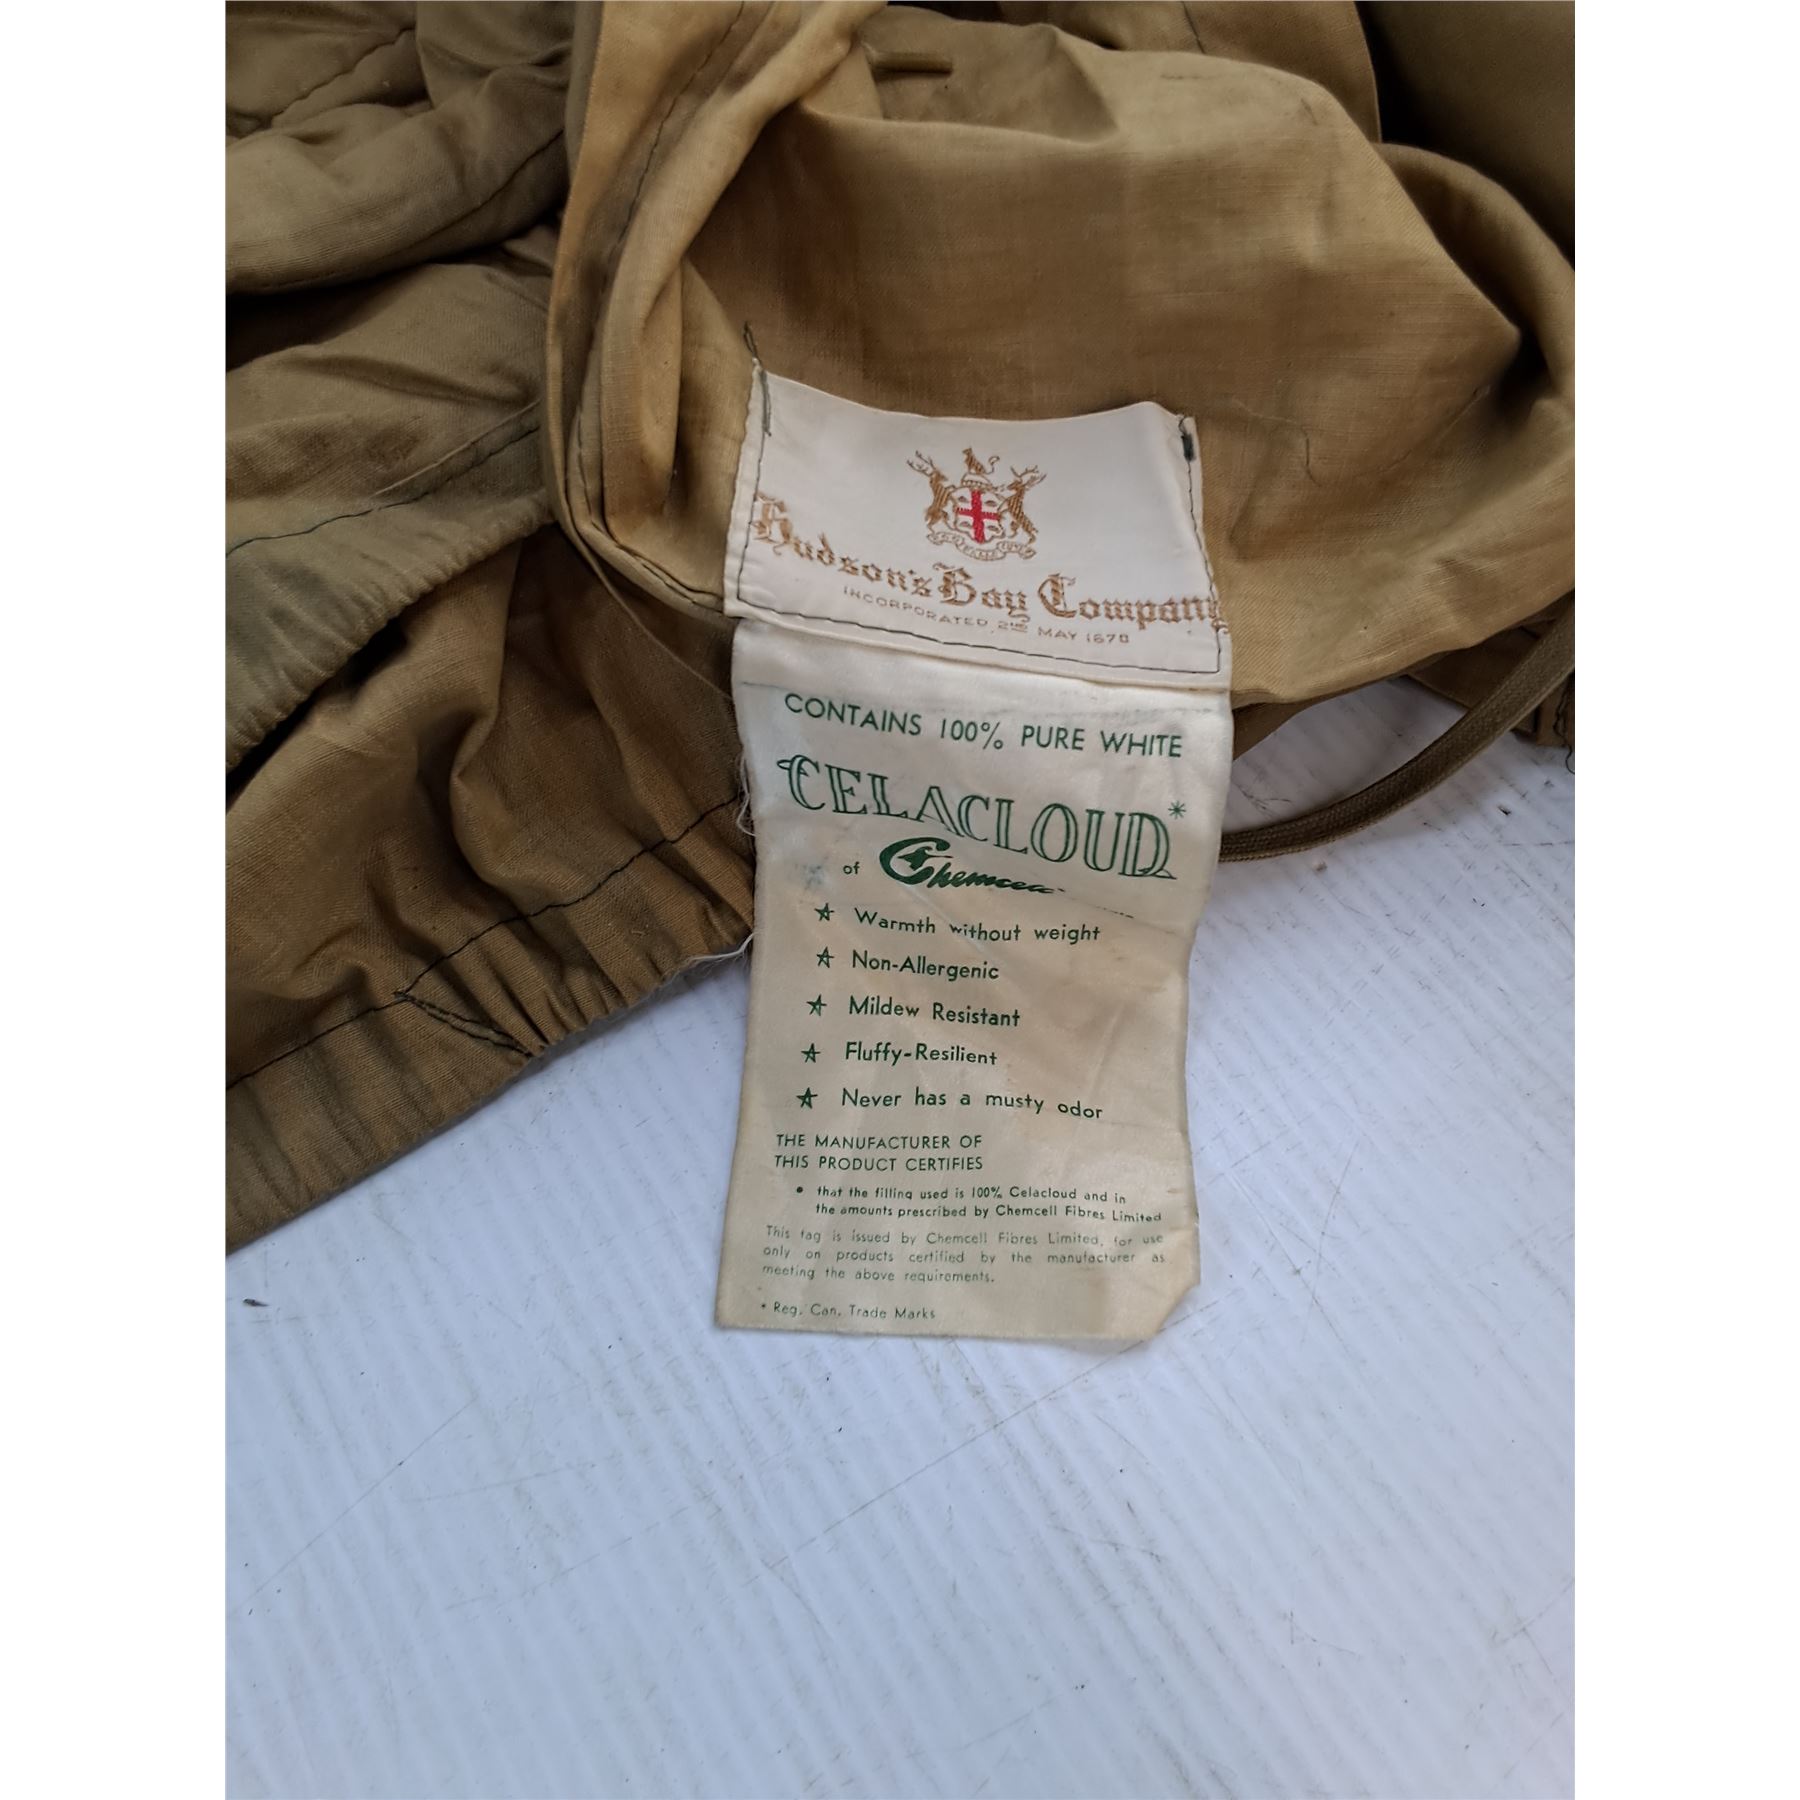 Hudson's Bay Company
INCORPORATED 2ND MAY 1670
CONTAINS 100% PURE WHITE
CELACLOUD*
of Chemcell
☆ Warmth without weight
☆ Non-Allergenic
☆ Mildew Resistant
☆ Fluffy-Resilient
☆ Never has a musty odor
THE MANUFACTURER OF
THIS PRODUCT CERTIFIES
• that the filling used is 100% Celacloud and in
the amounts prescribed by Chemcell Fibres Limited
This tag is issued by Chemcell Fibres Limited, for use
only on products certified by the manufacturer as
meeting the above requirements.
* Reg. Can. Trade Marks